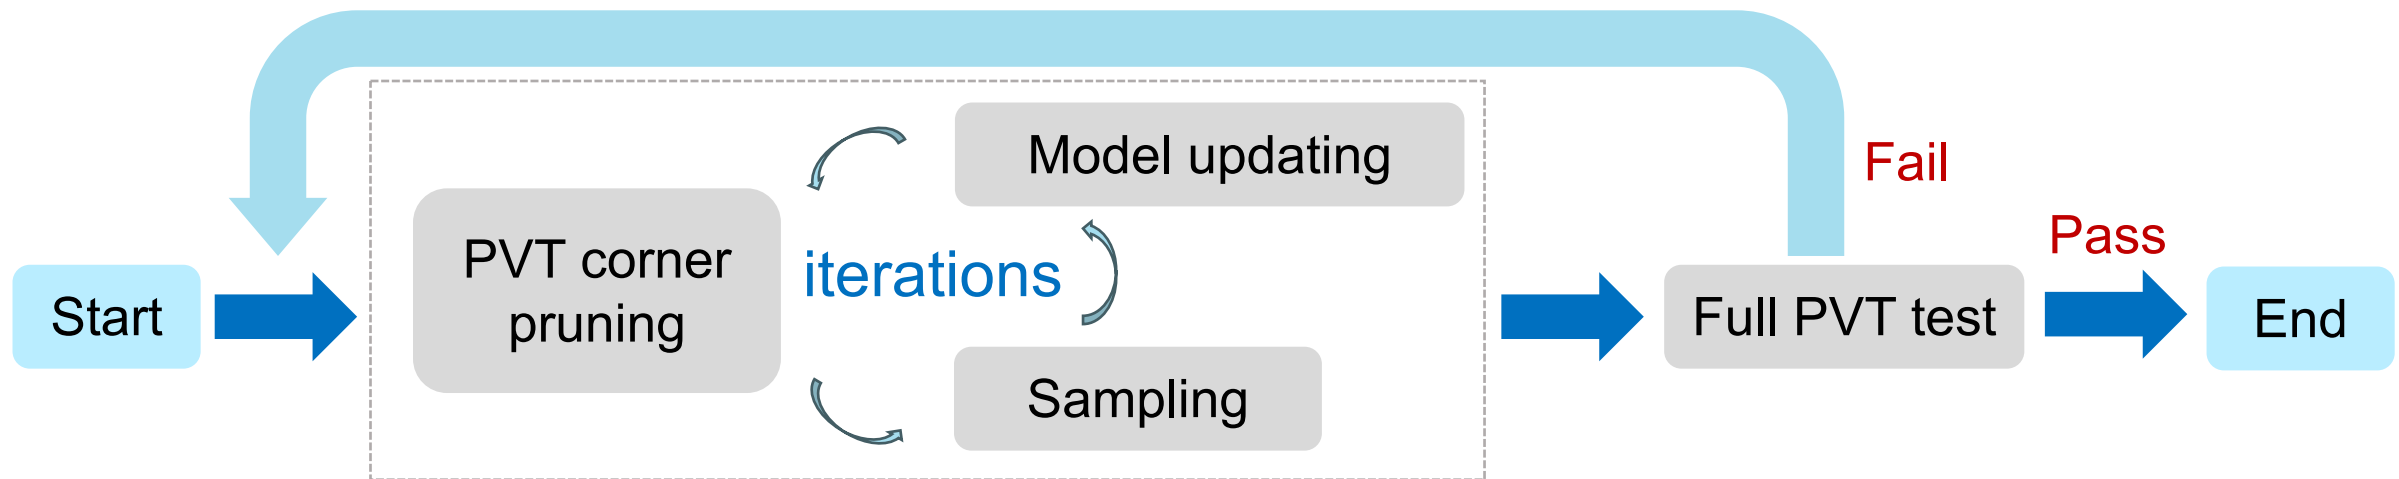 Start
PVT corner
pruning
iterations
Model updating
Sampling
Full PVT test
Fail
Pass
End